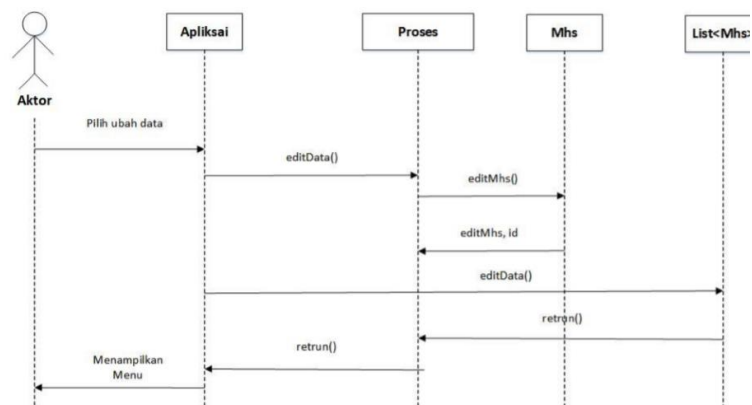 Apliksai
Proses
Mhs
List<Mhs>
Aktor
Pilih ubah data
editData()
editMhs()
editMhs, id
editData()
retrun()
retrun()
Menampilkan
Menu